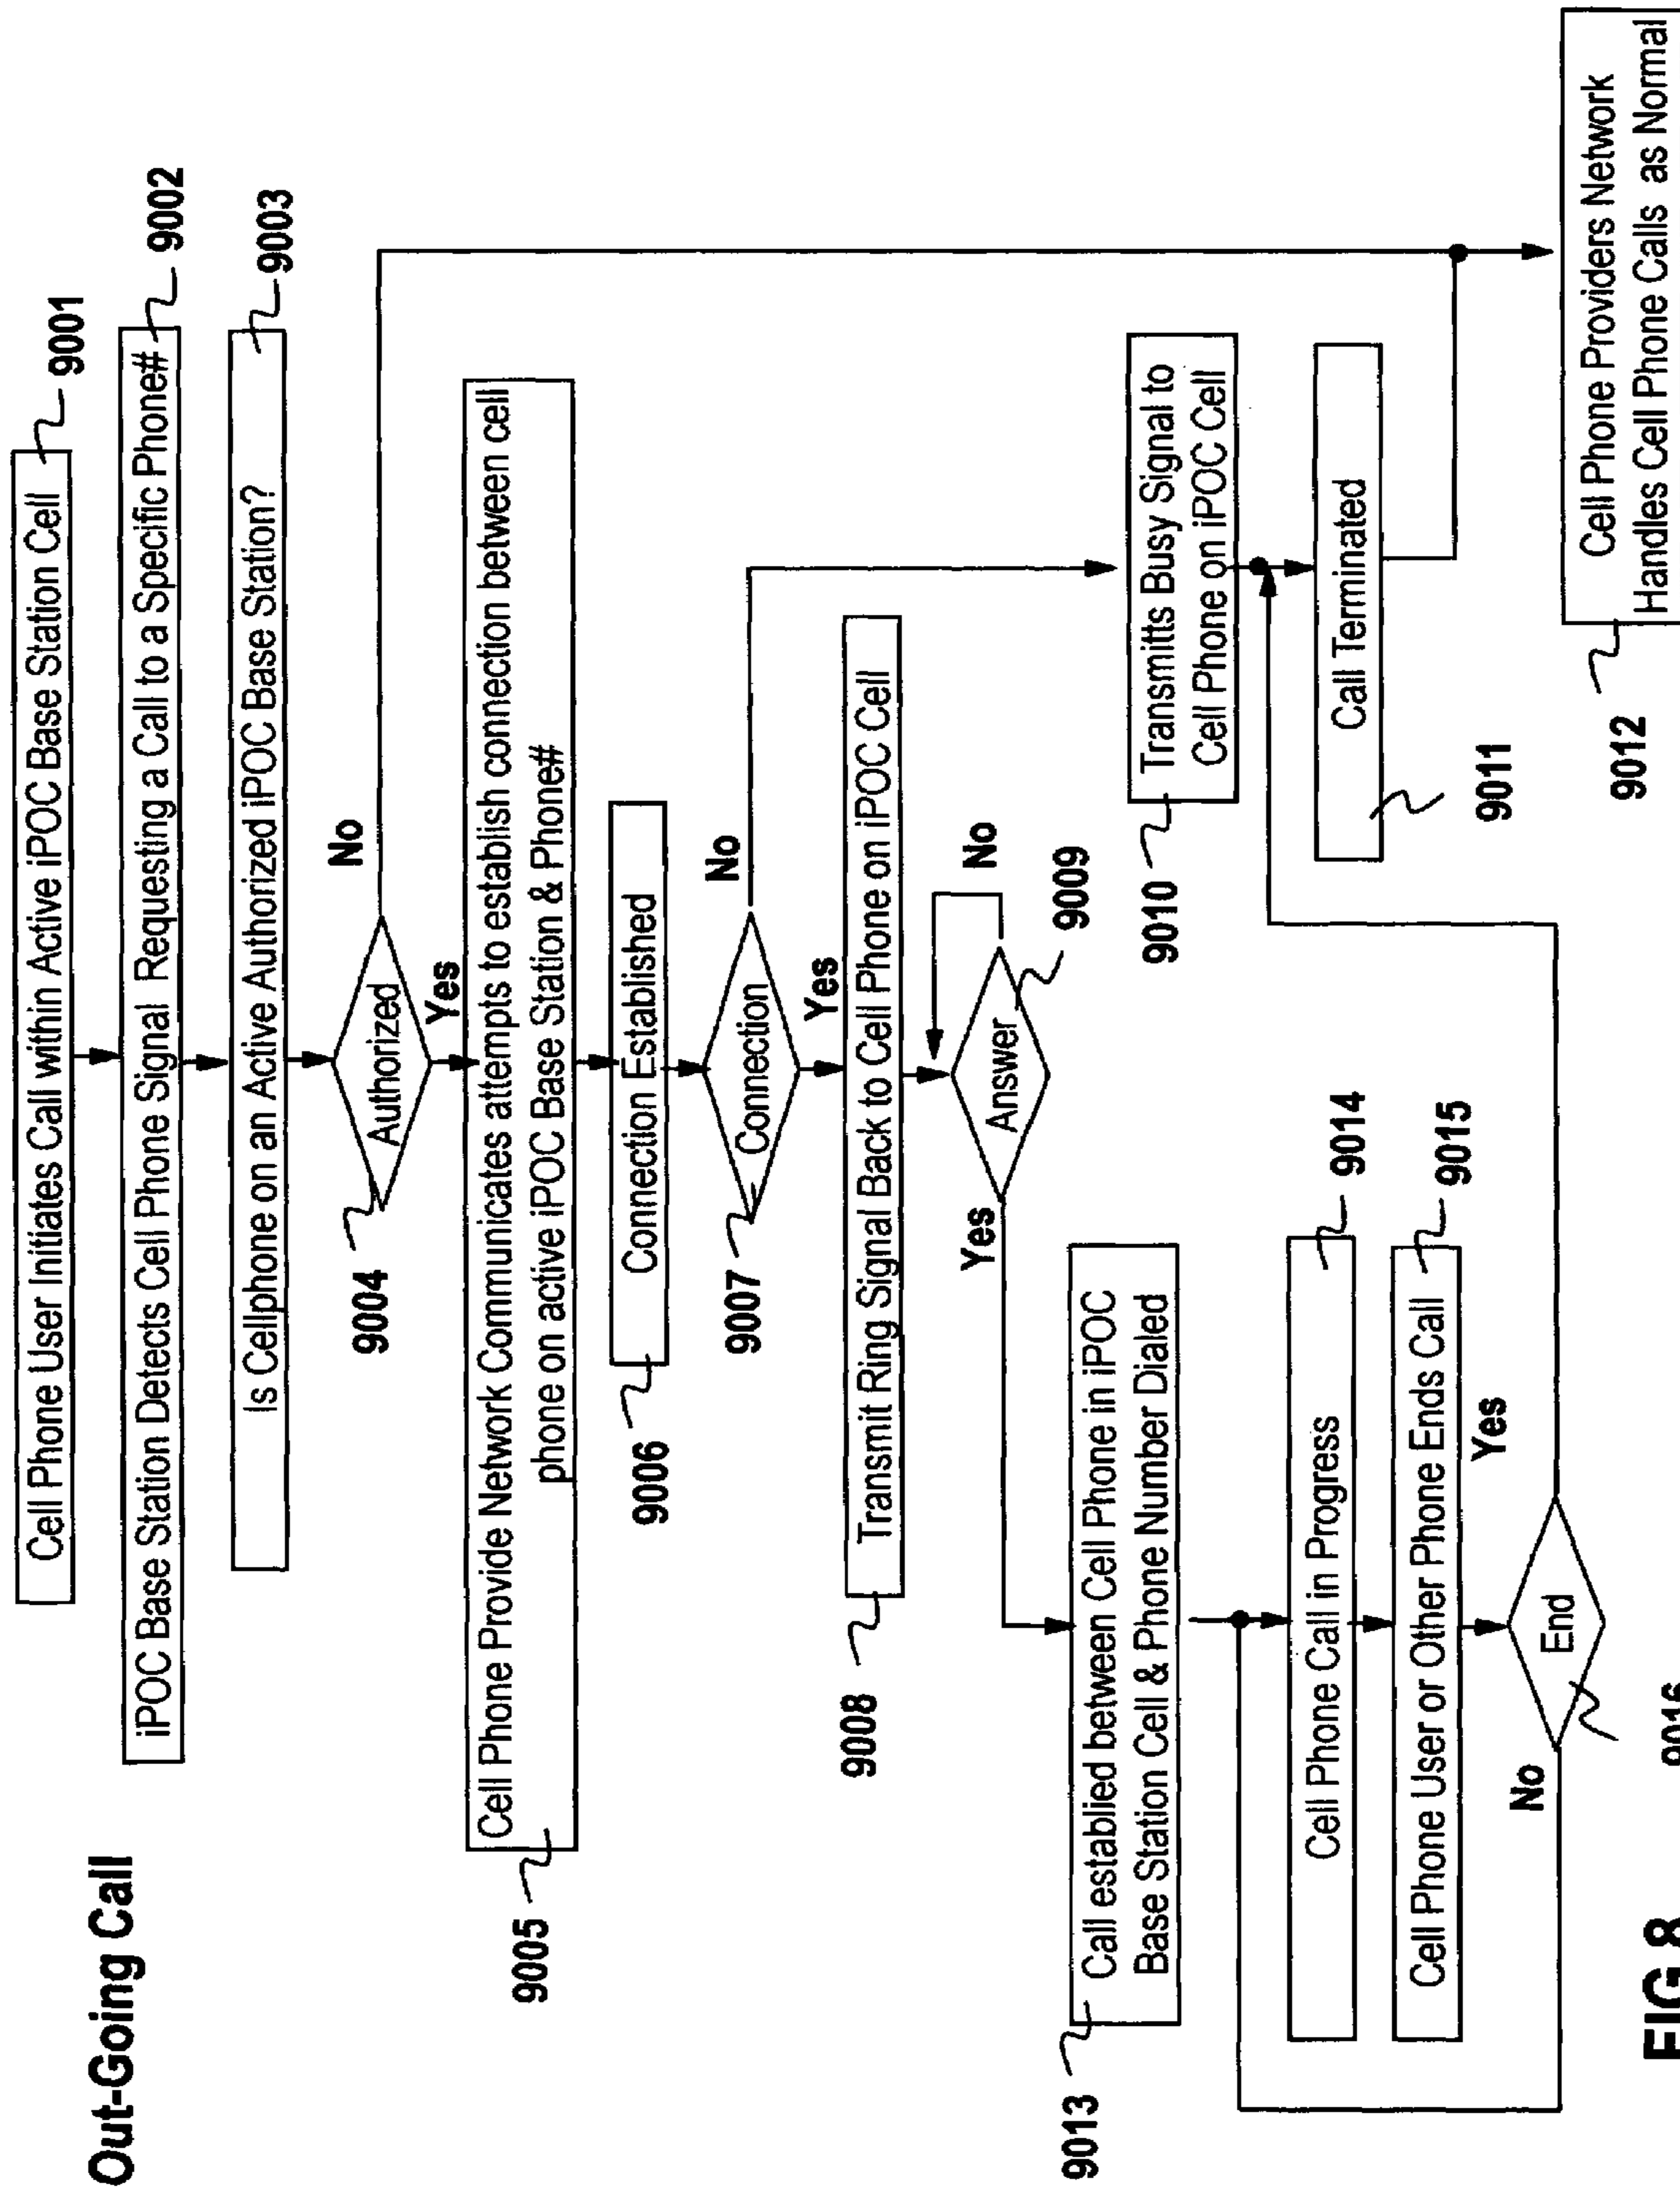 Out-Going Call
Cell Phone User Initiates Call within Active iPOC Base Station Cell
9001
iPOC Base Station Detects Cell Phone Signal Requesting a Call to a Specific Phone#
9002
Is Cellphone on an Active Authorized iPOC Base Station?
9003
Authorized
9004
No
Yes
Cell Phone Provide Network Communicates attempts to establish connection between cell
phone on active iPOC Base Station & Phone#
9005
Connection Established
9006
Connection
9007
No
Yes
Transmit Ring Signal Back to Cell Phone on iPOC Cell
9008
Answer
No
9009
Yes
Call establied between Cell Phone in iPOC
Base Station Cell & Phone Number Dialed
9013
Transmitts Busy Signal to
Cell Phone on iPOC Cell
9010
Cell Phone Call in Progress
9014
Call Terminated
9011
Cell Phone User or Other Phone Ends Call
9015
Yes
End
No
9016
Cell Phone Providers Network
Handles Cell Phone Calls as Normal
9012
FIG 8